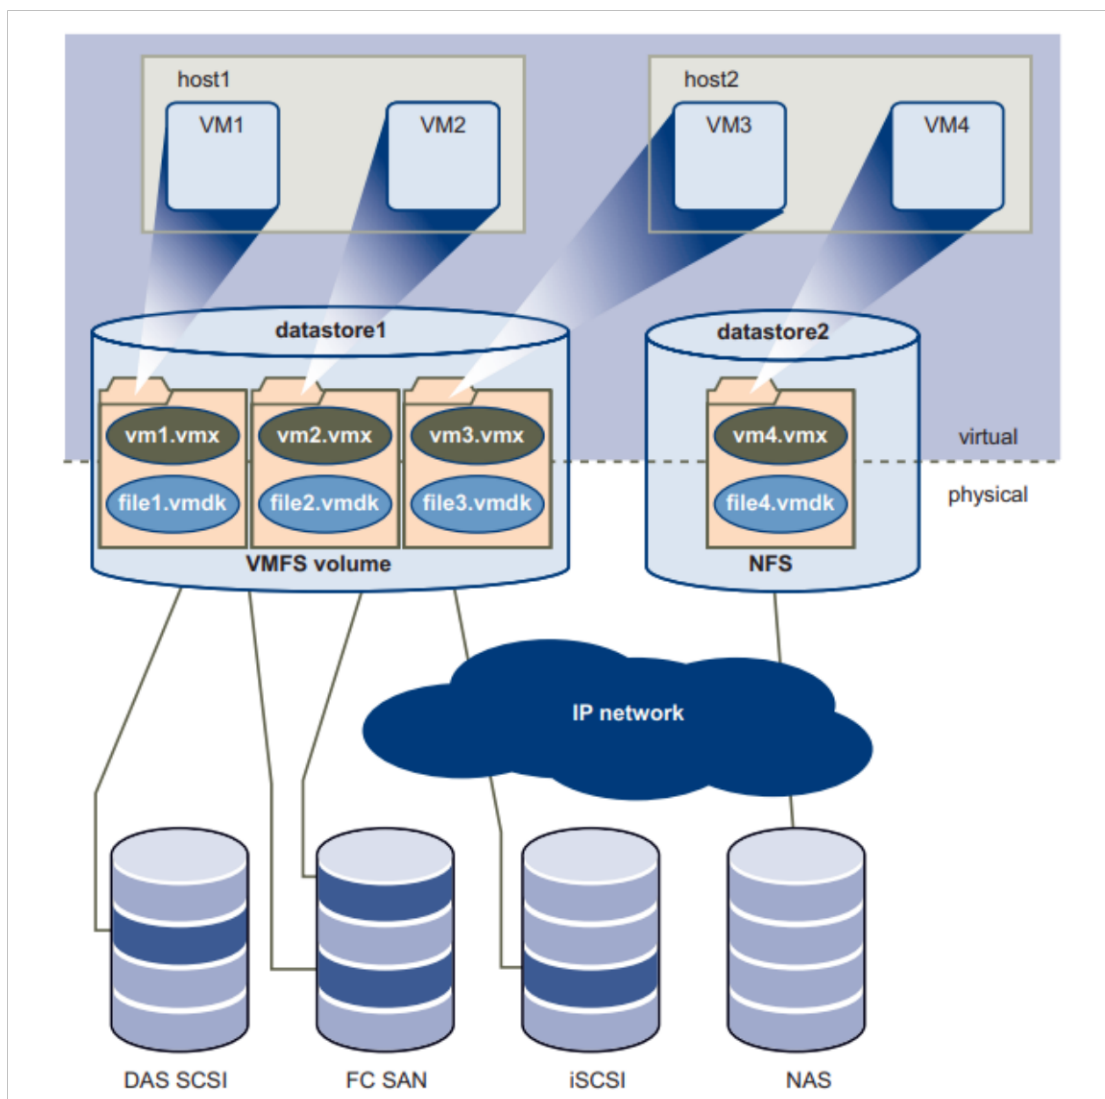 host1
host2
VM1
VM2
VM3
VM4
datastore1
datastore2
vm1.vmx
vm2.vmx
vm3.vmx
vm4.vmx
virtual
file1.vmdk
file2.vmdk
file3.vmdk
file4.vmdk
physical
VMFS volume
NFS
IP network
DAS SCSI
FC SAN
iSCSI
NAS